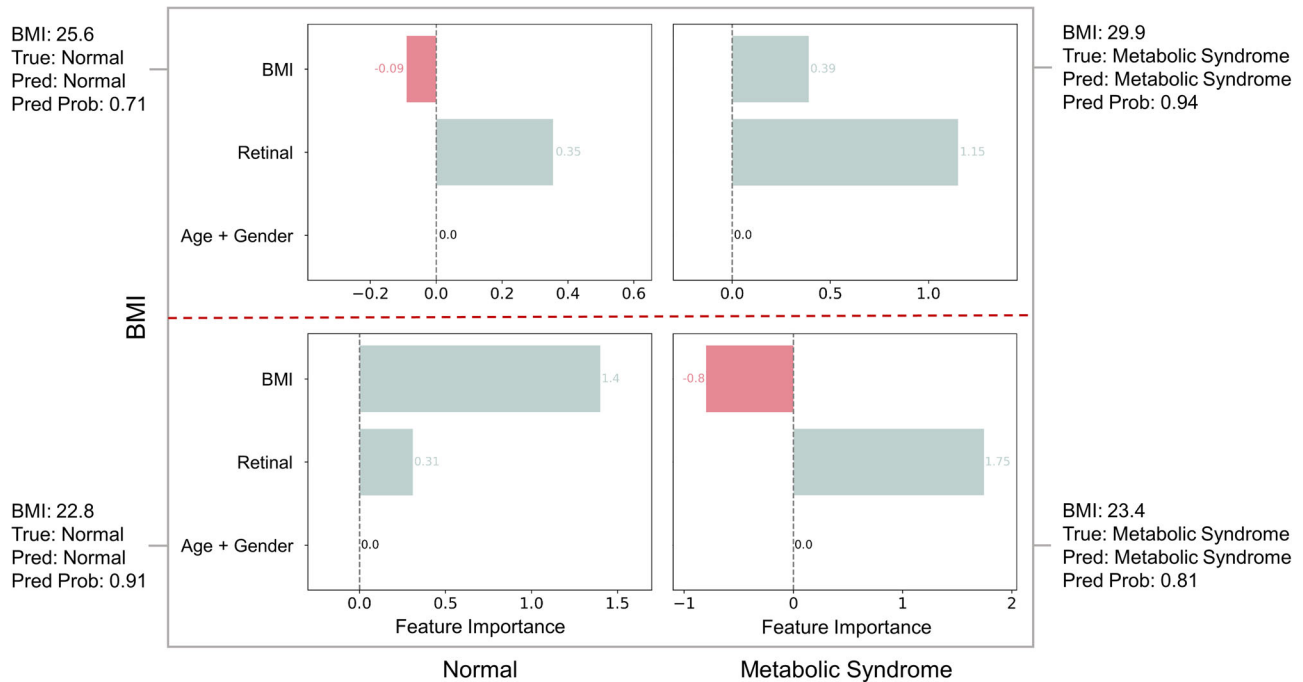 BMI: 25.6
True: Normal
Pred: Normal
Pred Prob: 0.71
BMI
Retinal
Age + Gender
-0.09
0.35
0.0
−0.2 0.0 0.2 0.4 0.6
0.39
1.15
0.0
0.0 0.5 1.0
BMI: 29.9
True: Metabolic Syndrome
Pred: Metabolic Syndrome
Pred Prob: 0.94
BMI
BMI: 22.8
True: Normal
Pred: Normal
Pred Prob: 0.91
BMI
Retinal
Age + Gender
1.4
0.31
0.0
0.0 0.5 1.0 1.5
Feature Importance
Normal
-0.8
1.75
0.0
−1 0 1 2
Feature Importance
Metabolic Syndrome
BMI: 23.4
True: Metabolic Syndrome
Pred: Metabolic Syndrome
Pred Prob: 0.81